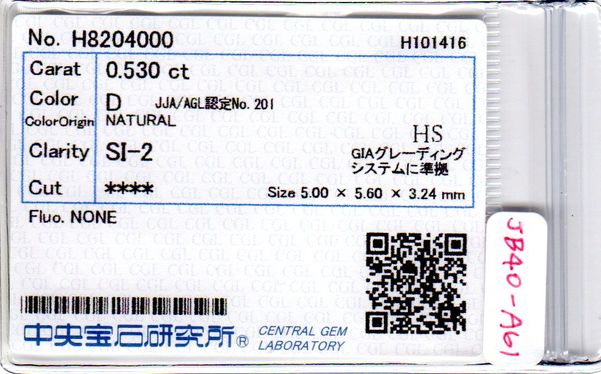 No. H8204000 H101416
Carat 0.530 ct
Color D JJA/AGL認定No. 201
ColorOrigin NATURAL
HS
Clarity SI-2 GIAグレーディング
システムに準拠
Cut **** Size 5.00 × 5.60 × 3.24 mm
Fluo. NONE
JB40-A61
中央宝石研究所® CENTRAL GEM
LABORATORY